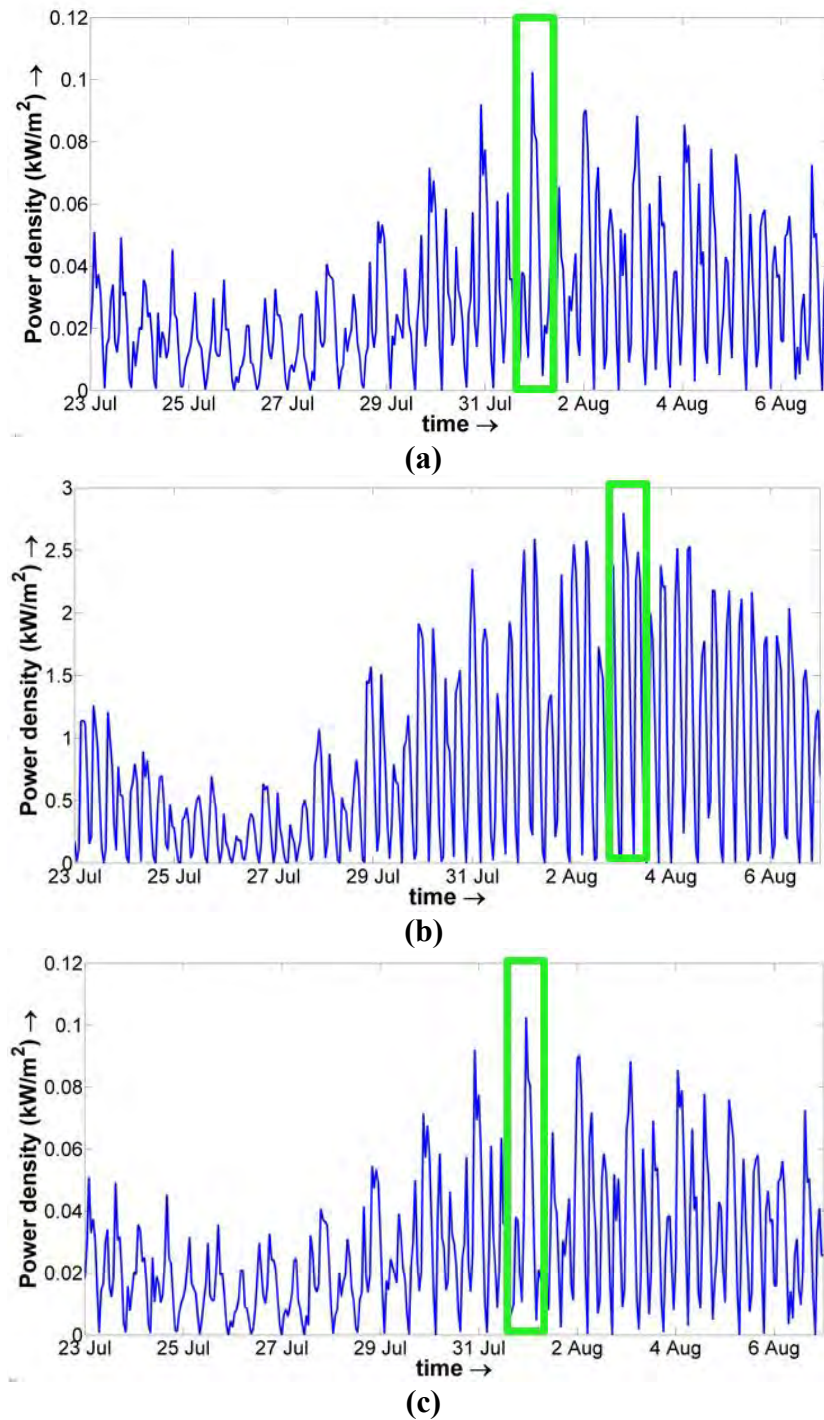 0.12
0.1
0.08
0.06
0.04
0.02
0
Power density (kW/m²) →
23 Jul 25 Jul 27 Jul 29 Jul 31 Jul 2 Aug 4 Aug 6 Aug
time →
(a)
3
2.5
2
1.5
1
0.5
0
Power density (kW/m²) →
23 Jul 25 Jul 27 Jul 29 Jul 31 Jul 2 Aug 4 Aug 6 Aug
time →
(b)
0.12
0.1
0.08
0.06
0.04
0.02
0
Power density (kW/m²) →
23 Jul 25 Jul 27 Jul 29 Jul 31 Jul 2 Aug 4 Aug 6 Aug
time →
(c)